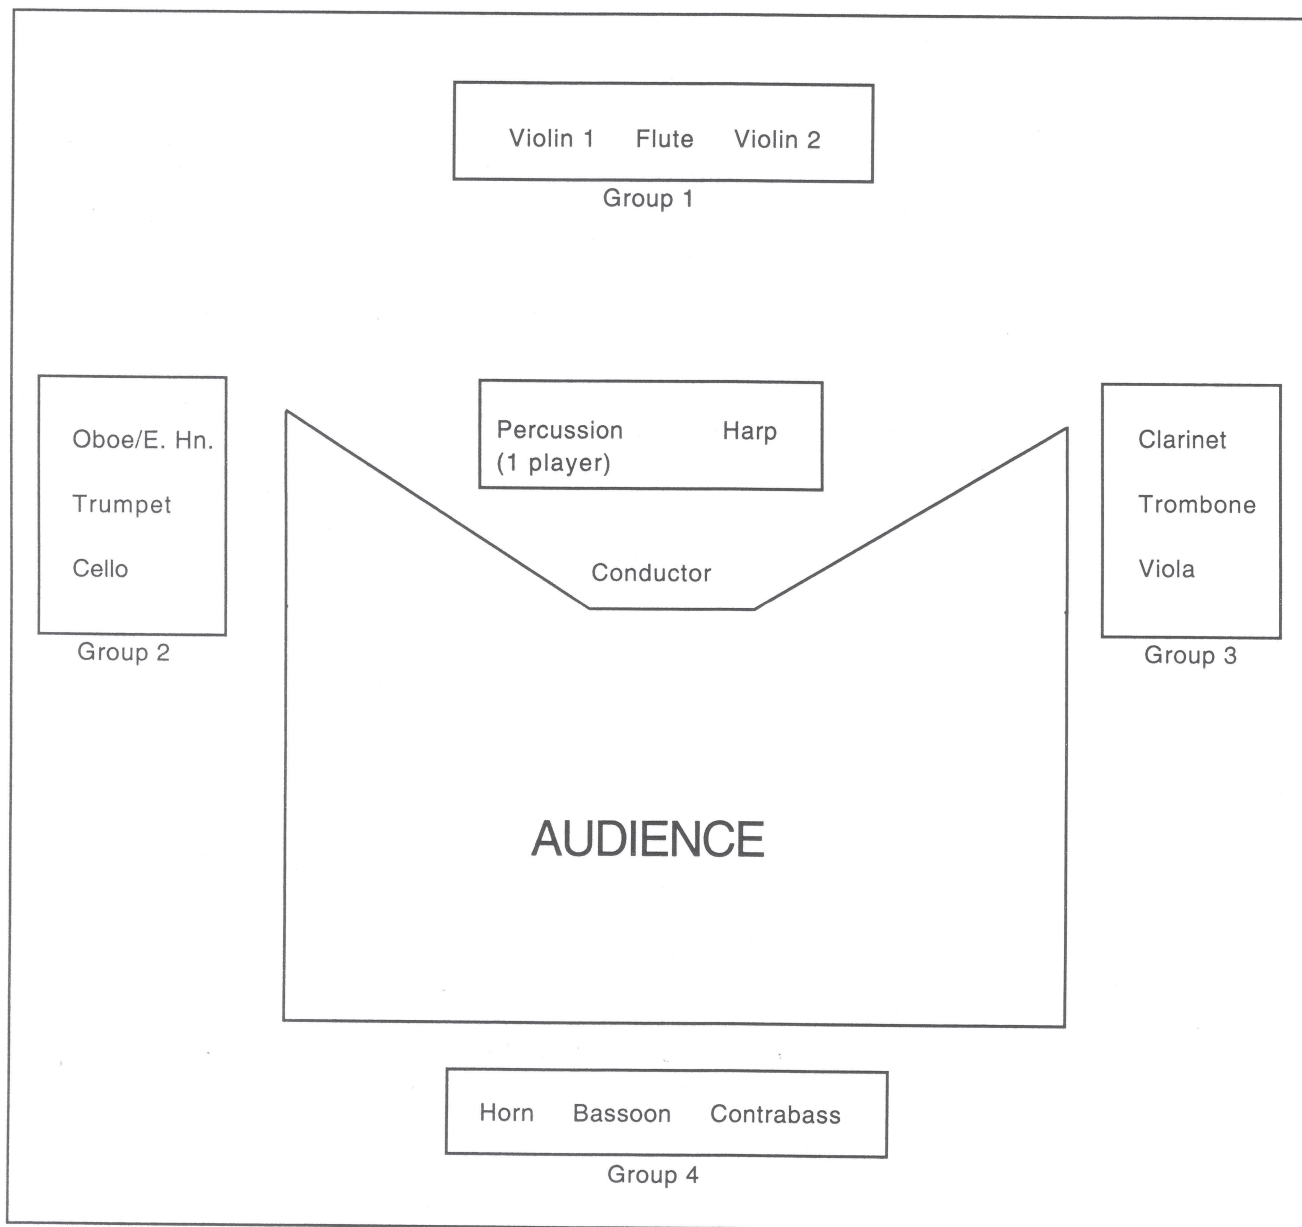 Violin 1 Flute Violin 2
Group 1
Oboe/E. Hn.
Trumpet
Cello
Group 2
Percussion Harp
(1 player)
Conductor
Clarinet
Trombone
Viola
Group 3
AUDIENCE
Horn Bassoon Contrabass
Group 4